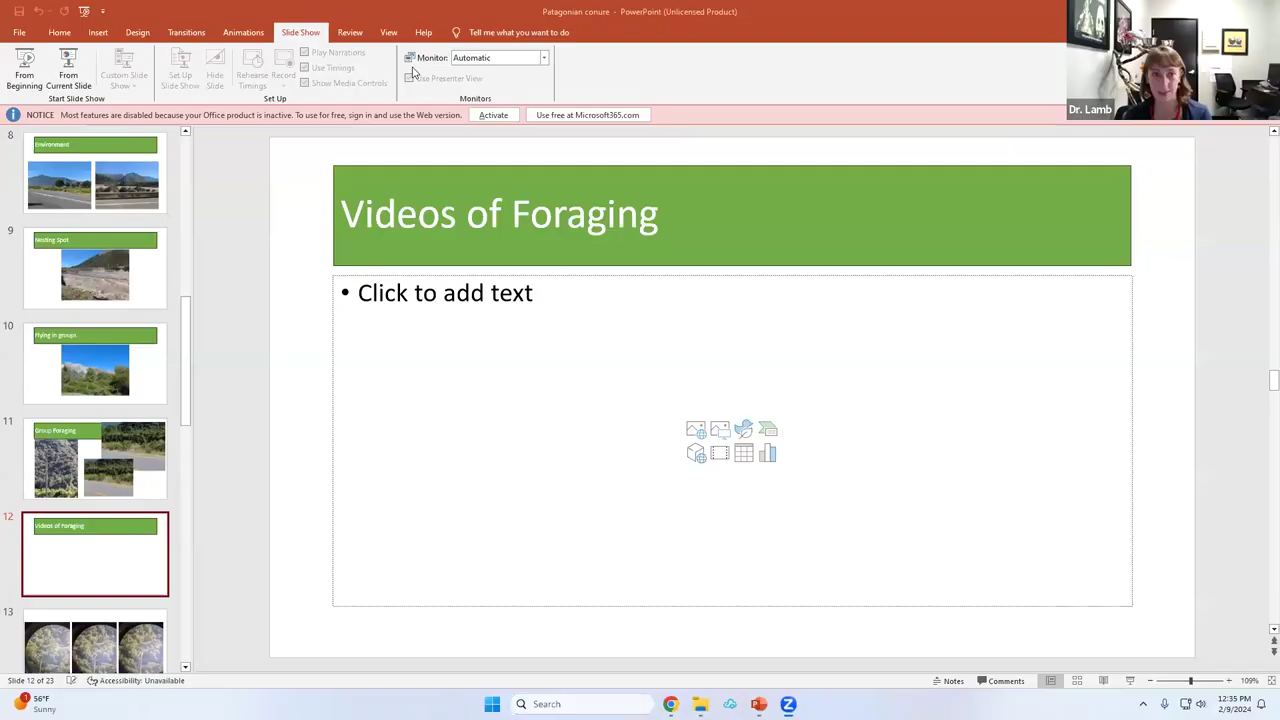 Patagonian conure - PowerPoint (Unlicensed Product)
File Home Insert Design Transitions Animations Slide Show Review View Help Tell me what you want to do
From Beginning
From Current Slide
Custom Slide Show
Set Up Slide Show
Hide Slide
Rehearse Timings
Record
Play Narrations
Use Timings
Show Media Controls
Monitor: Automatic
Use Presenter View
Start Slide Show
Set Up
Monitors
Dr. Lamb
NOTICE Most features are disabled because your Office product is inactive. To use for free, sign in and use the Web version. Activate Use free at Microsoft365.com
8
Environment
9
Nesting Spot
10
Flying in groups
11
Group Foraging
12
Videos of Foraging
13
Videos of Foraging
• Click to add text
Slide 12 of 23 Accessibility: Unavailable Notes Comments 109%
1
56°F
Sunny
Search
12:35 PM
2/9/2024